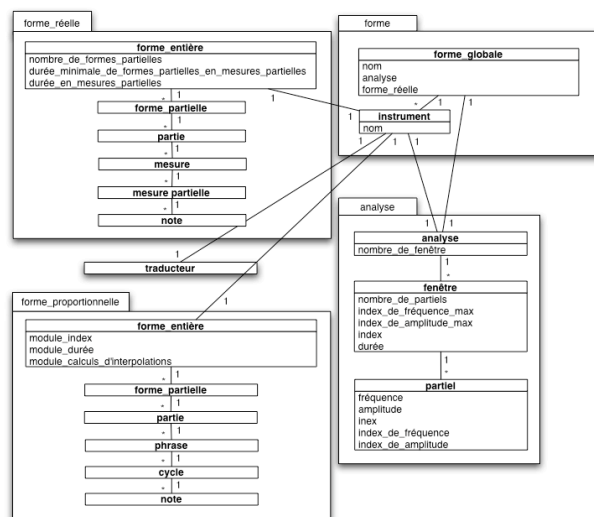 forme_réelle
forme_entière
nombre_de_formes_partielles
durée_minimale_de_formes_partielles_en_mesures_partielles
durée_en_mesures_partielles
1
1
*
forme_partielle
1
*
partie
1
*
mesure
1
*
mesure partielle
1
*
note
forme
forme_globale
nom
analyse
forme_réelle
1
1
*
1
instrument
nom
1
1
1
1
traducteur
analyse
1
1
analyse
nombre_de_fenêtre
1
*
fenêtre
nombre_de_partiels
index_de_fréquence_max
index_de_amplitude_max
index
durée
1
*
partiel
fréquence
amplitude
inex
index_de_fréquence
index_de_amplitude
forme_proportionnelle
1
forme_entière
module_index
module_durée
module_calculs_d'interpolations
1
*
forme_partielle
1
*
partie
1
*
phrase
1
*
cycle
1
*
note